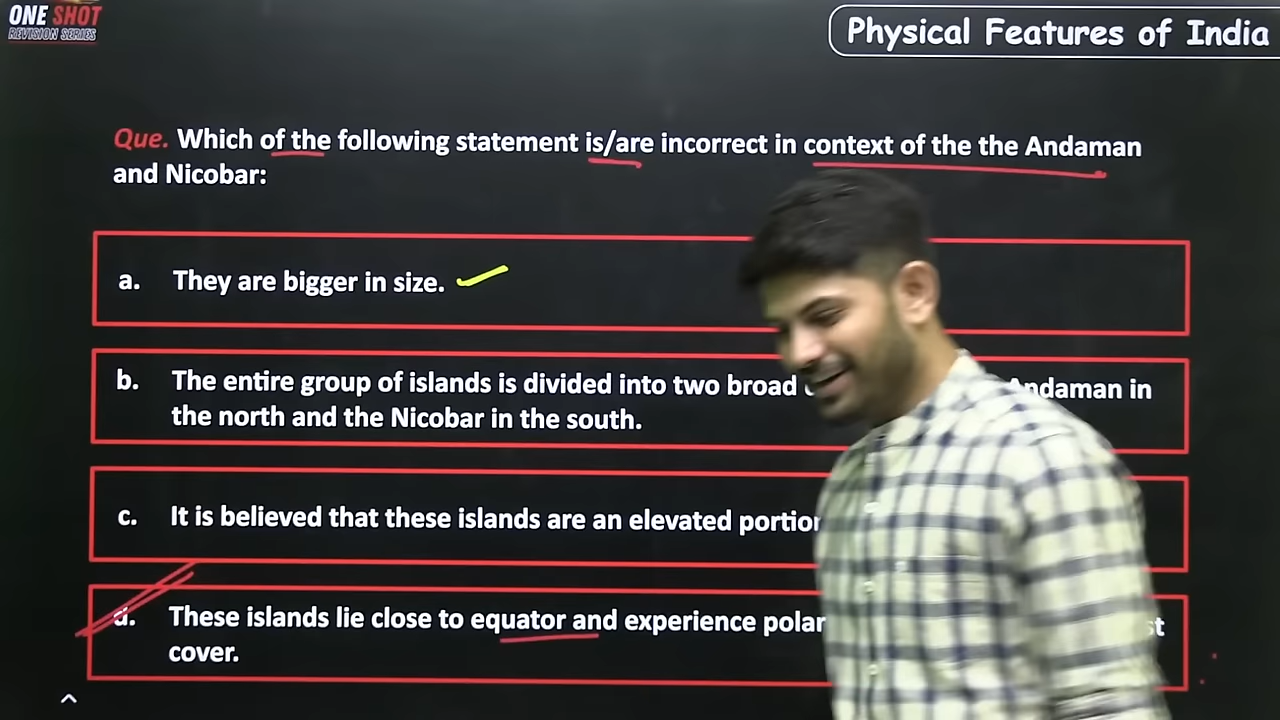 ONE SHOT
REVISION SERIES
Physical Features of India
Que. Which of the following statement is/are incorrect in context of the the Andaman
and Nicobar:
a. They are bigger in size.
b. The entire group of islands is divided into two broad Andaman in
the north and the Nicobar in the south.
c. It is believed that these islands are an elevated
d. These islands lie close to equator and experience
cover.